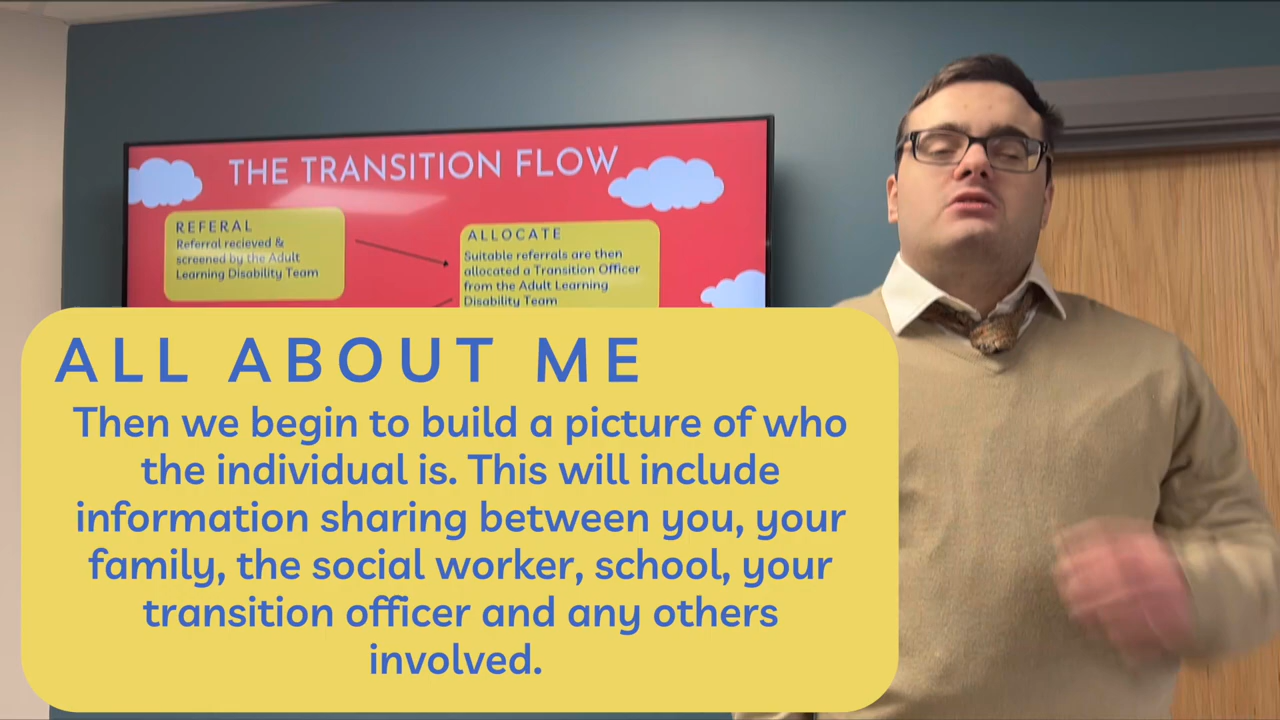 THE TRANSITION FLOW
REFERRAL
Referral recieved &
screened by the Adult
Learning Disability Team
ALLOCATE
Suitable referrals are then
allocated a Transition Officer
from the Adult Learning
Disability Team
ALL ABOUT ME
Then we begin to build a picture of who
the individual is. This will include
information sharing between you, your
family, the social worker, school, your
transition officer and any others
involved.